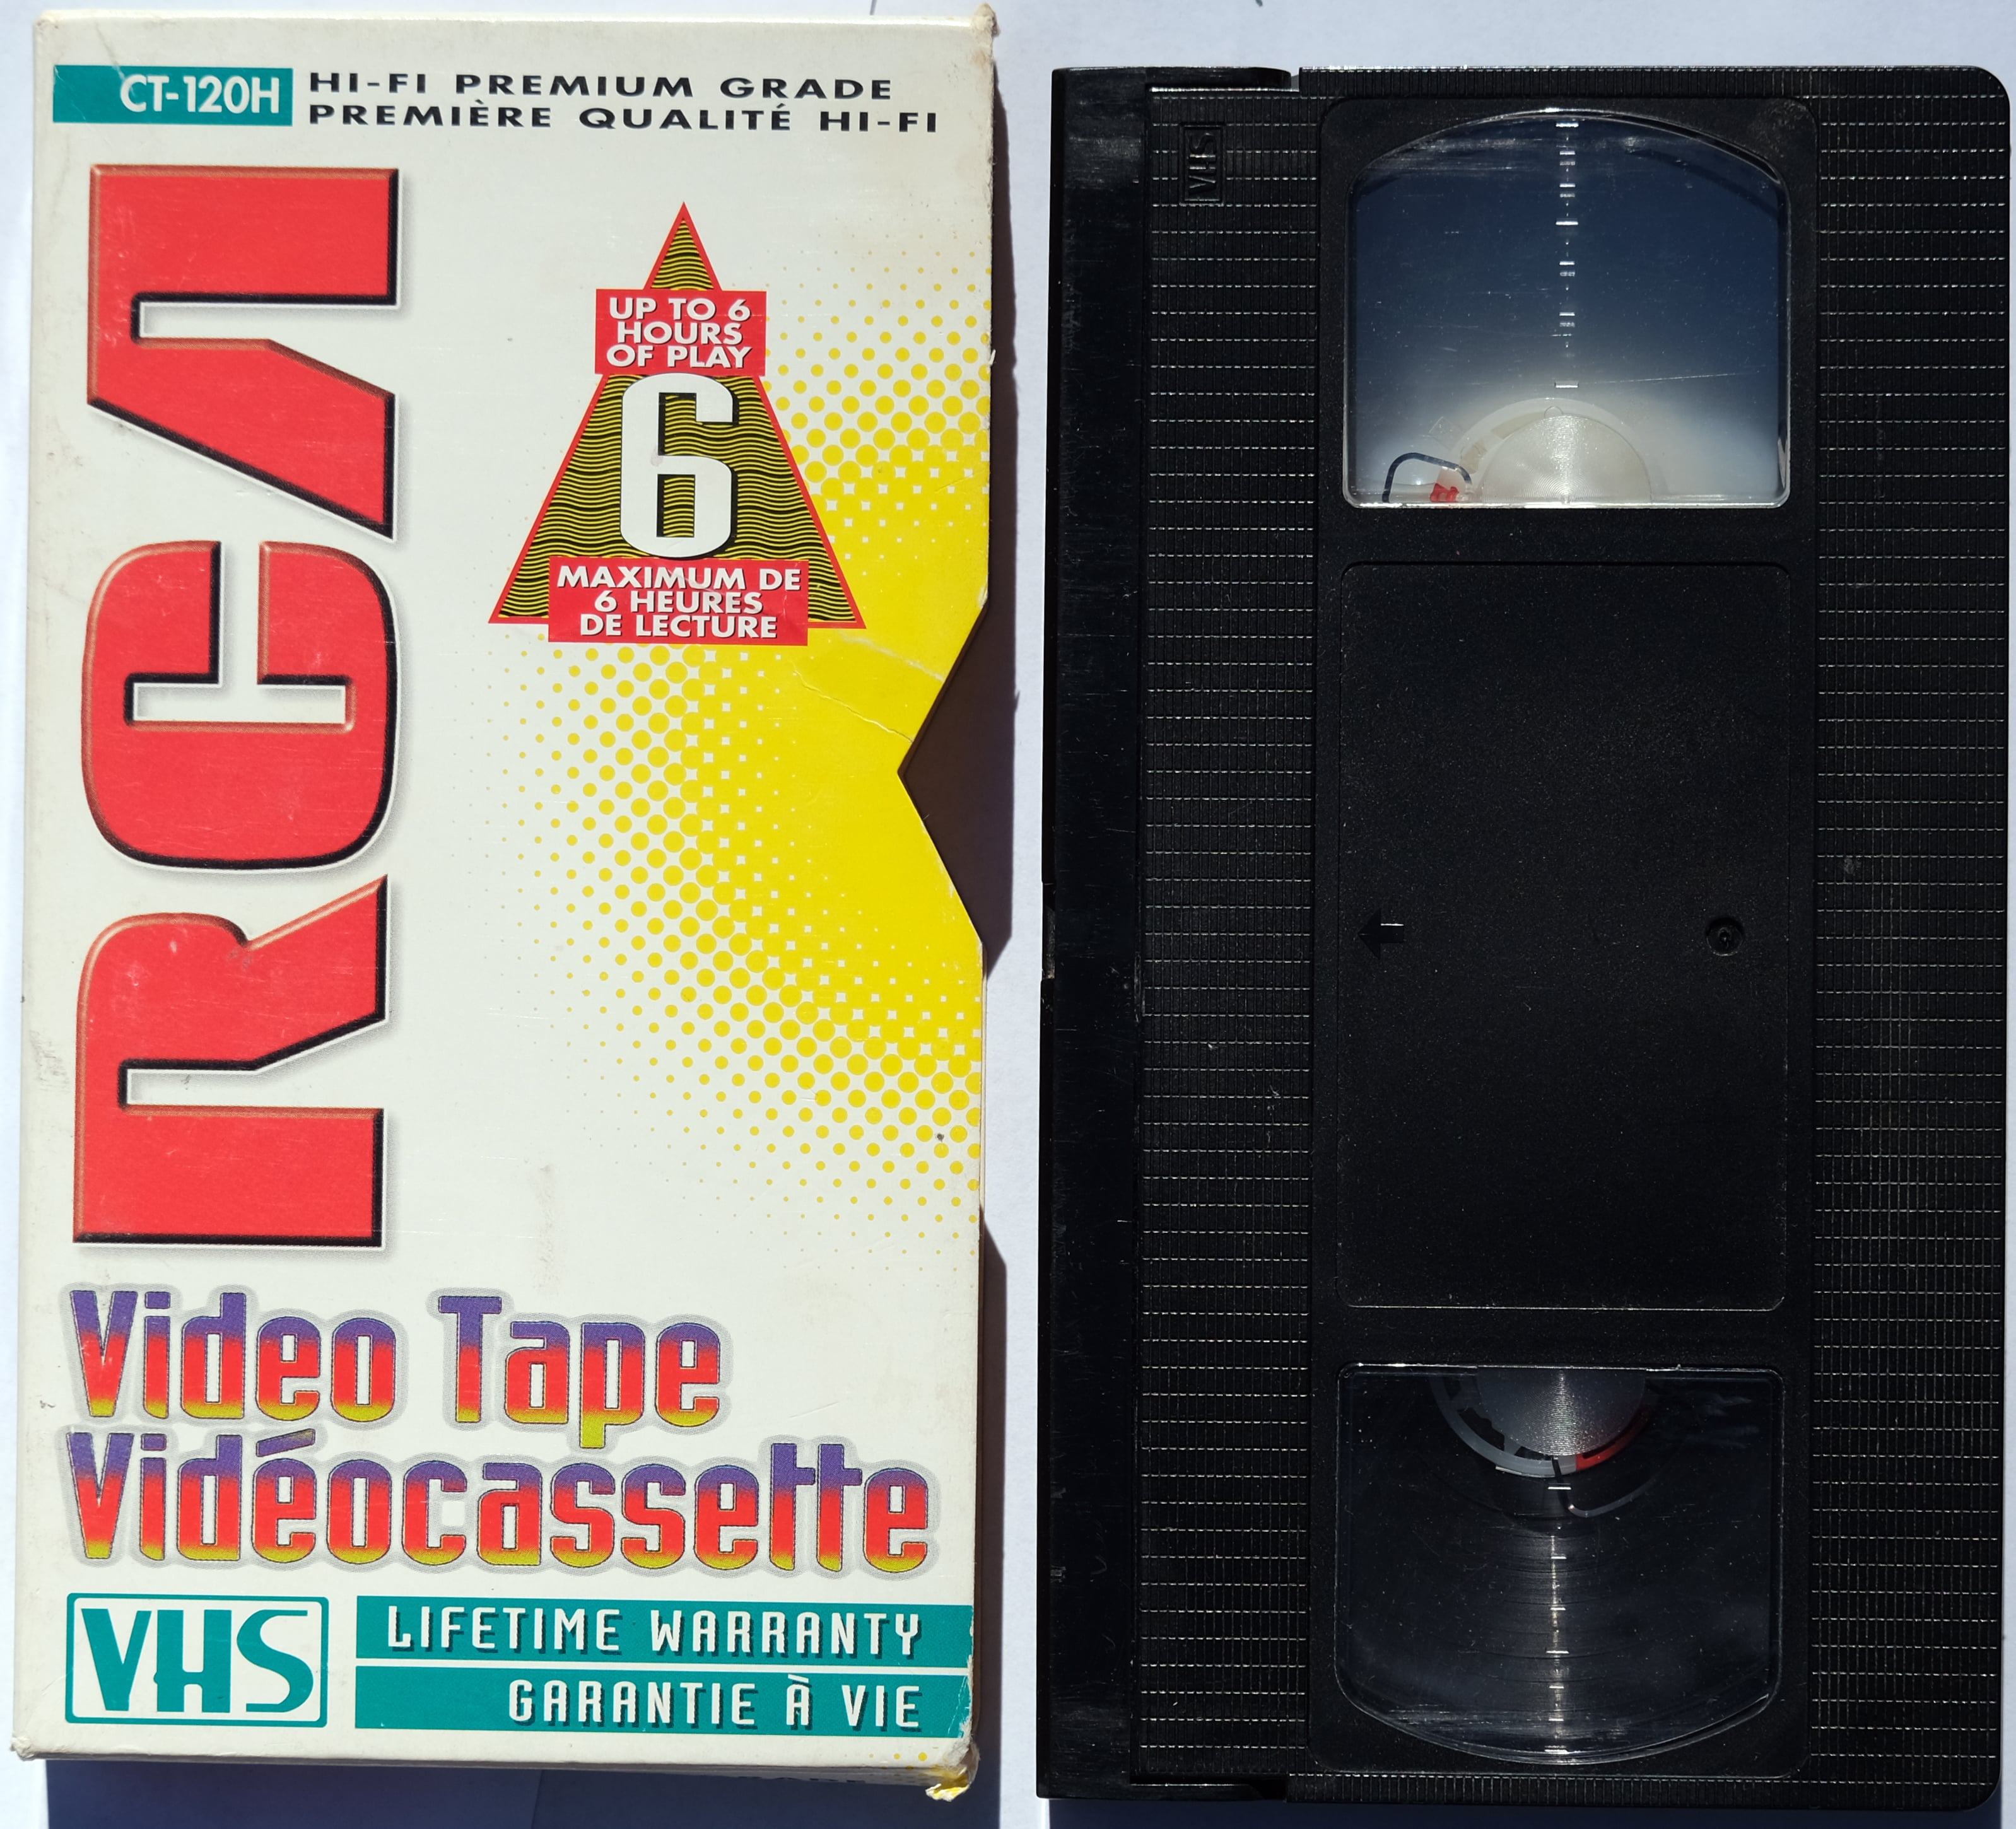 CT-120H
HI-FI PREMIUM GRADE
PREMIÈRE QUALITÉ HI-FI
RCA
UP TO 6
HOURS
OF PLAY
6
MAXIMUM DE
6 HEURES
DE LECTURE
Video Tape
Vidéocassette
VHS
LIFETIME WARRANTY
GARANTIE À VIE
VHS